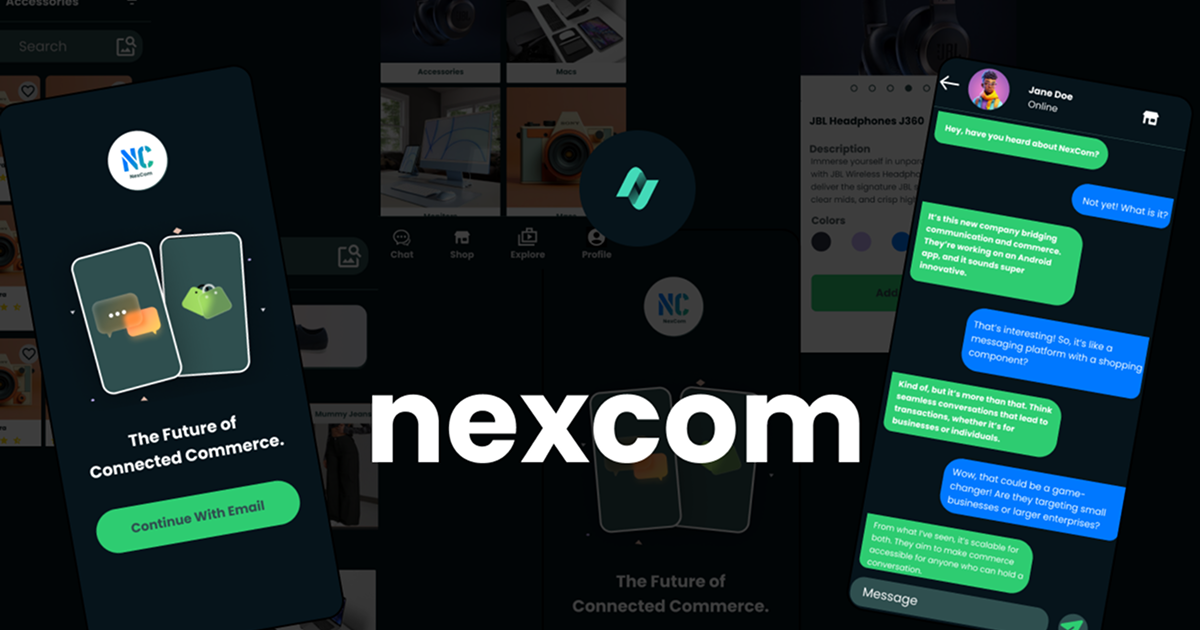 Accessories
Search
NC
NexCom
The Future of
Connected Commerce.
Continue With Email
Accessories
Macs
SONY
Monitors
Macs
Chat
Shop
Explore
Profile
Mummy Jeans
NC
NexCom
nexcom
The Future of
Connected Commerce.
JBL
JBL Headphones J360
Description
Immerse yourself in
with JBL Wireless
deliver the signature JBL
clear mids, and crisp
Colors
Jane Doe
Online
Hey, have you heard about NexCom?
Not yet! What is it?
It's this new company bridging
communication and commerce.
They're working on an Android
app, and it sounds super
innovative.
That's interesting! So, it's like a
messaging platform with a shopping
component?
Kind of, but it's more than that. Think
seamless conversations that lead to
transactions, whether it's for
businesses or individuals.
Wow, that could be a game-
changer! Are they targeting small
businesses or larger enterprises?
From what I've seen, it's scalable for
both. They aim to make commerce
accessible for anyone who can hold a
conversation.
Message